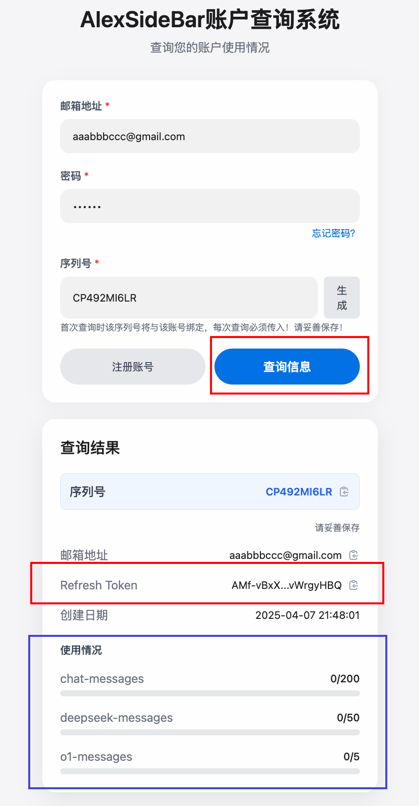 AlexSideBar账户查询系统
查询您的账户使用情况
邮箱地址 *
aaabbbccc@gmail.com
密码 *
••••••
忘记密码?
序列号 *
CP492MI6LR
生
成
首次查询时该序列号将与该账号绑定，每次查询必须传入！请妥善保存！
注册账号
查询信息
查询结果
序列号 CP492MI6LR
请妥善保存
邮箱地址 aaabbbccc@gmail.com
Refresh Token AMf-vBxX...vWrgyHBQ
创建日期 2025-04-07 21:48:01
使用情况
chat-messages 0/200
deepseek-messages 0/50
o1-messages 0/5